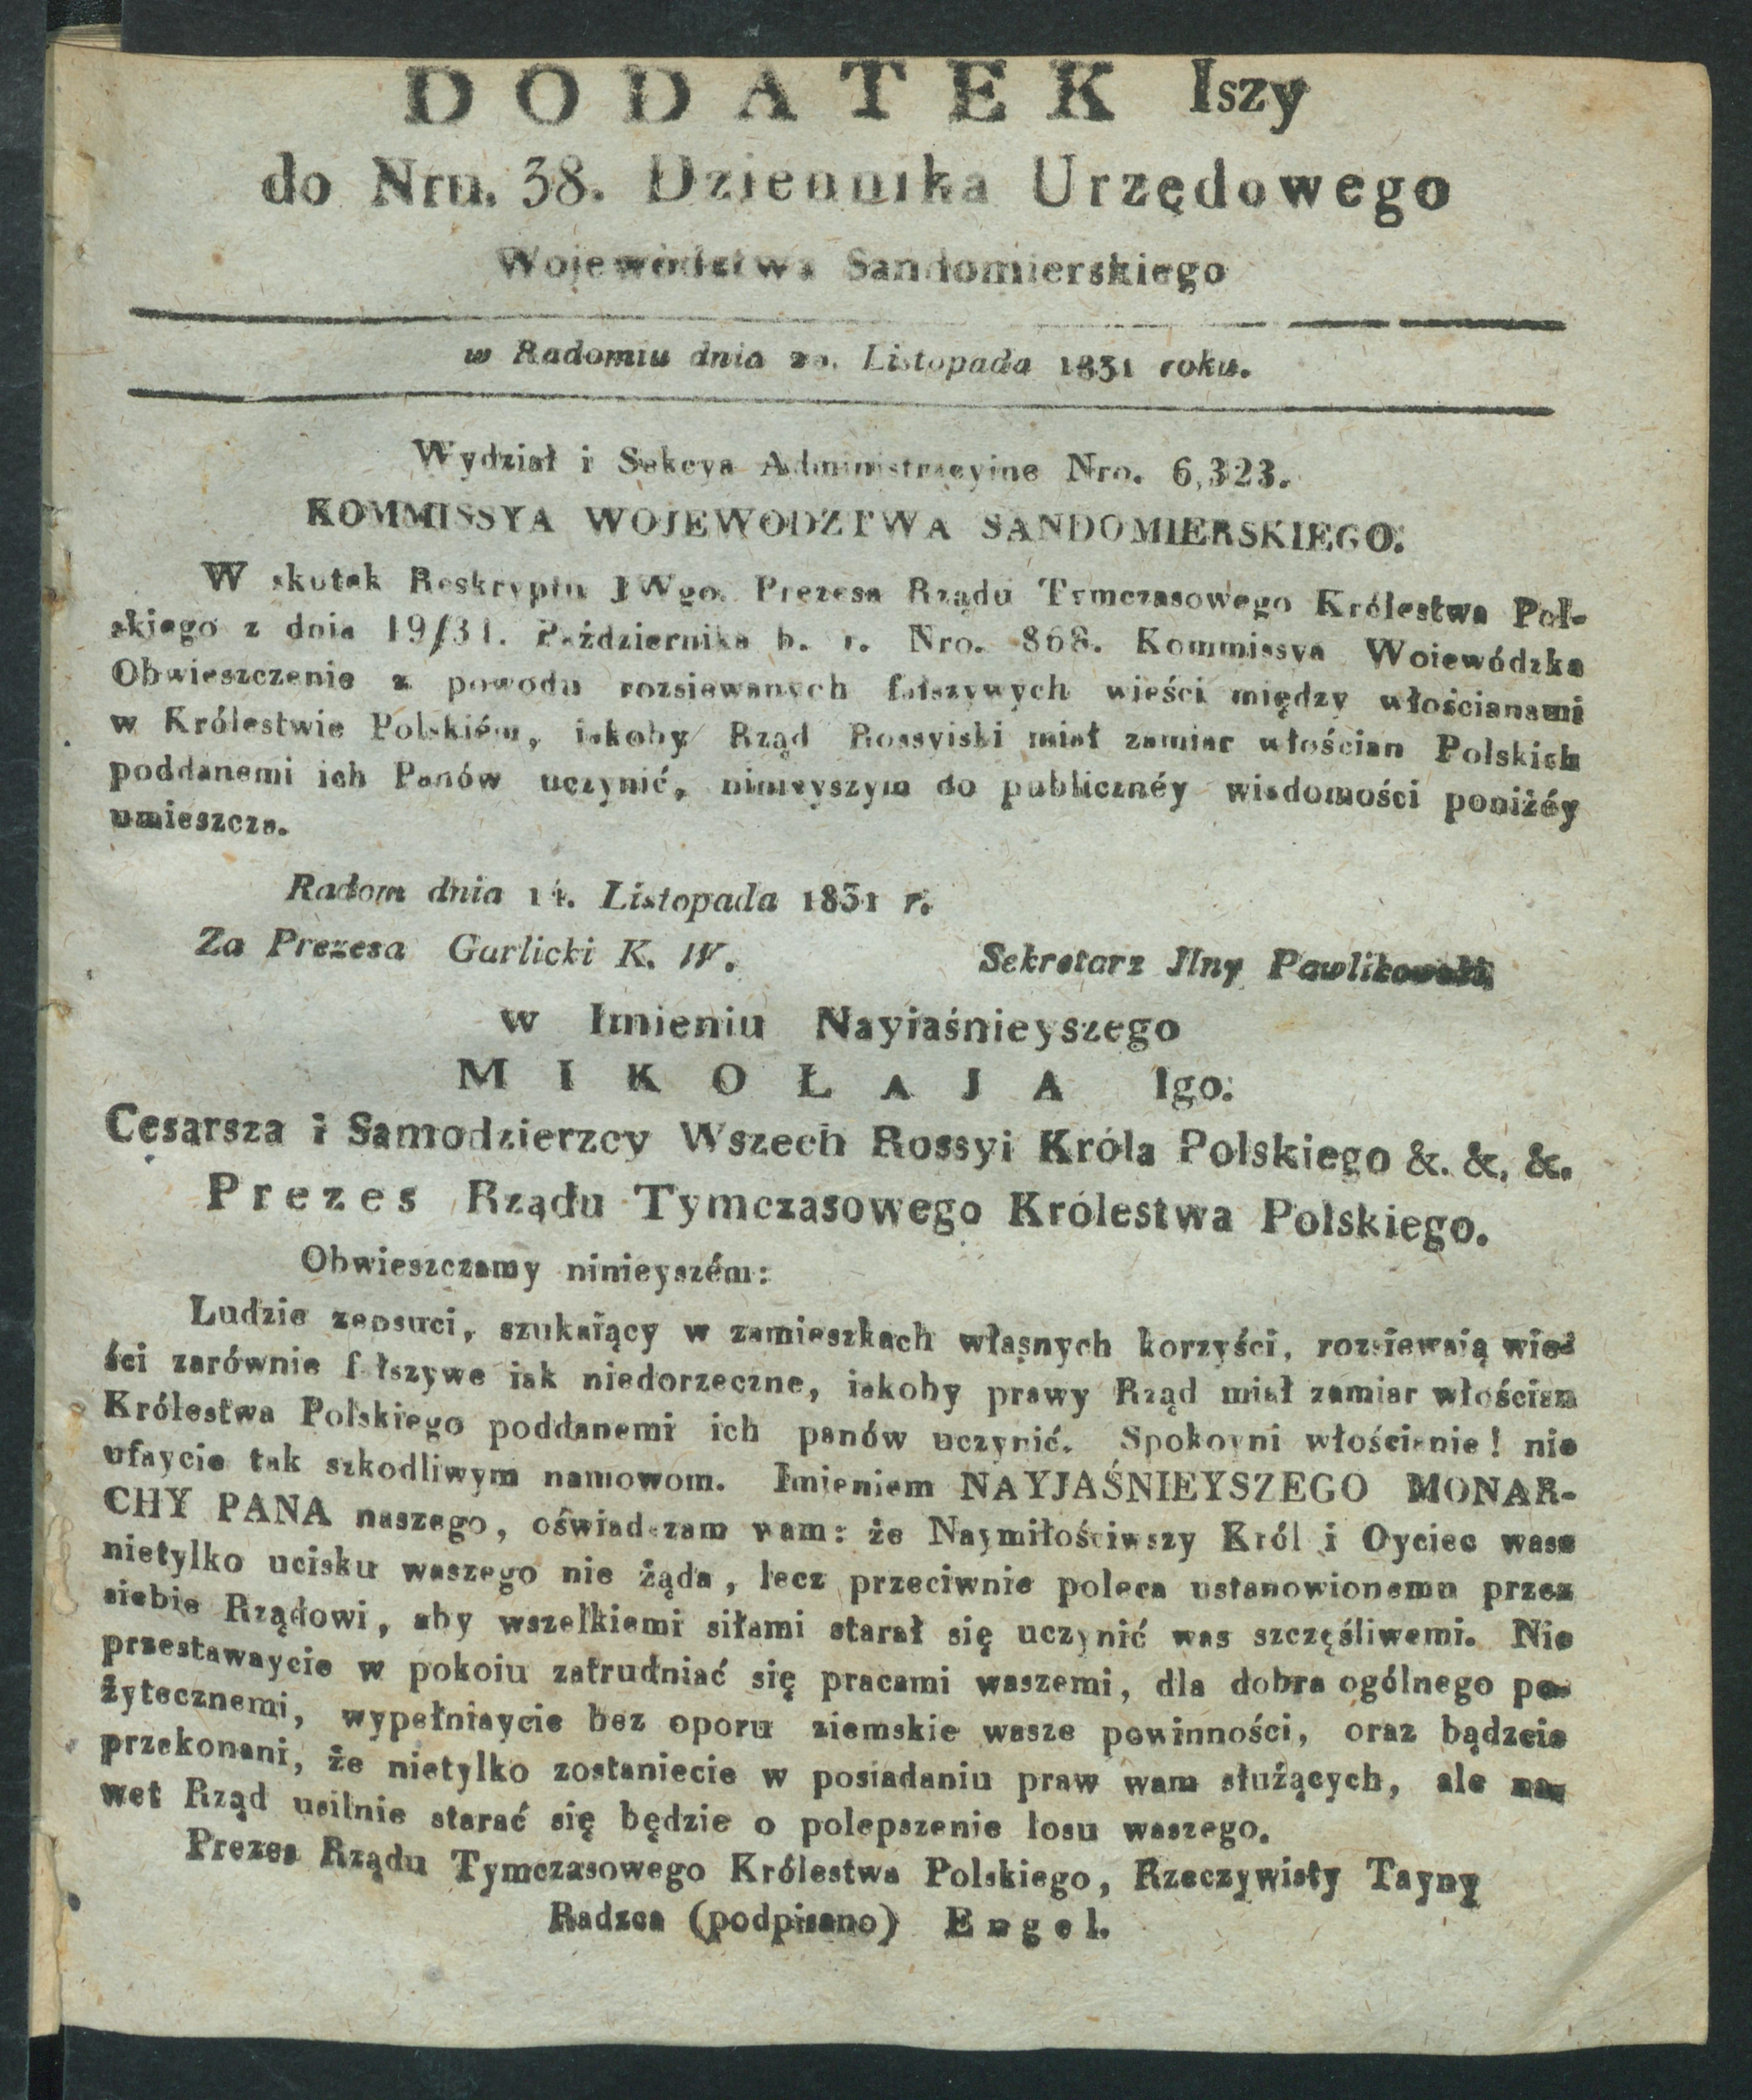 DODATEK Iszy
do Nru. 38. Dziennika Urzędowego
Województwa Sandomierskiego
w Radomiu dnia 20. Listopada 1831 roku.
Wydział i Sekcya Administracyine Nro. 6,323.
KOMMISSYA WOJEWODZTWA SANDOMIERSKIEGO.
W skutek Reskryptu JWgo. Prezesa Rządu Tymczasowego Królestwa Pol-
skiego z dnia 19/31. Października b. r. Nro. 868. Kommissya Woiewódzka
Obwieszczenie z powodu rozsiewanych fałszywych wieści między włościanami
w Królestwie Polskiém, iakoby Rząd Rossyiski miał zamiar włościan Polskich
poddanemi ich Panów uczynić, ninieyszym do publicznéy wiadomości poniżéy
umieszcza.
Radom dnia 14. Listopada 1831 r.
Za Prezesa Garlicki K. W.
Sekretarz Jlny Pawlikowski
w Imieniu Nayiaśnieyszego
MIKOŁAJA Igo.
Cesarsza i Samodzierzcy Wszech Rossyi Króla Polskiego &. &. &.
Prezes Rządu Tymczasowego Królestwa Polskiego.
Obwieszczamy ninieyszém:
Ludzie zepsuci, szukaiący w zamieszkach własnych korzyści, rozsiewaią wie-
ści zarównie fałszywe iak niedorzeczne, iakoby prawy Rząd miał zamiar włościan
Królestwa Polskiego poddanemi ich panów uczynić. Spokoyni włościanie! nie
ufaycie tak szkodliwym namowom. Imieniem NAYJAŚNIEYSZEGO MONAR-
CHY PANA naszego, oświadczam wam: że Naymiłościwszy Król i Oyciec wasz
nietylko ucisku waszego nie żąda, lecz przeciwnie poleca ustanowionemu przez
siebie Rządowi, aby wszelkiemi siłami starał się uczynić was szczęśliwemi. Nie
przestawaycie w pokoiu zatrudniać się pracami waszemi, dla dobra ogólnego po-
żytecznemi, wypełniaycie bez oporu ziemskie wasze powinności, oraz bądzcie
przekonani, że nietylko zostaniecie w posiadaniu praw wam służących, ale na-
wet Rząd usilnie starać się będzie o polepszenie losu waszego.
Prezes Rządu Tymczasowego Królestwa Polskiego, Rzeczywisty Tayny
Radzca (podpisano) Engel.